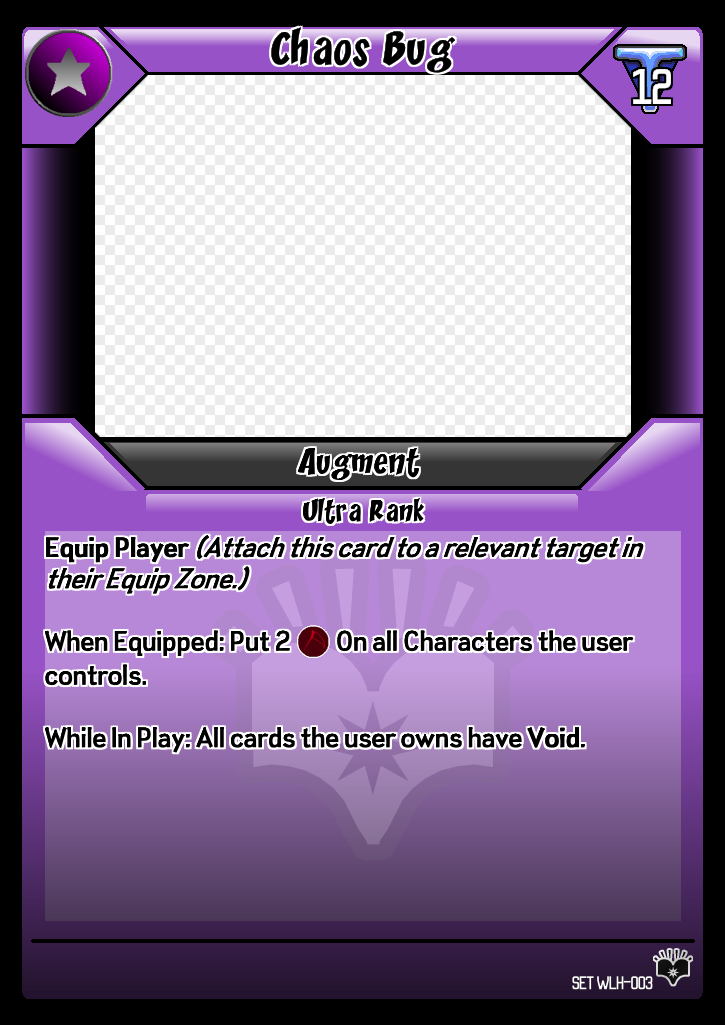 Chaos Bug
12
Augment
Ultra Rank
Equip Player (Attach this card to a relevant target in
their Equip Zone.)
When Equipped: Put 2 On all Characters the user
controls.
While In Play: All cards the user owns have Void.
SET WLH-003